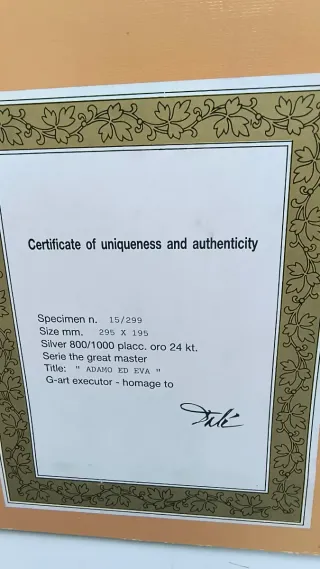 Certificate of uniqueness and authenticity
Specimen n. 15/299
Size mm. 295 X 195
Silver 800/1000 placc. oro 24 kt.
Serie the great master
Title: " ADAMO ED EVA "
G-art executor - homage to